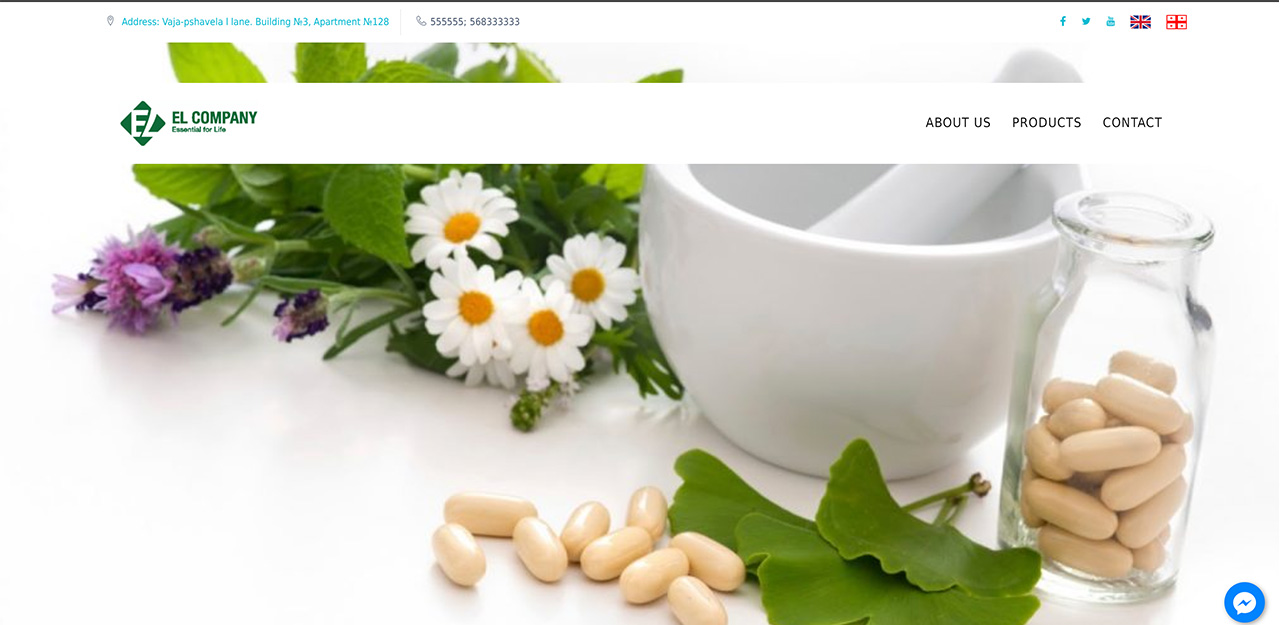 Address: Vaja-pshavela I lane. Building №3, Apartment №128
555555; 568333333
EL COMPANY
Essential for Life
ABOUT US
PRODUCTS
CONTACT